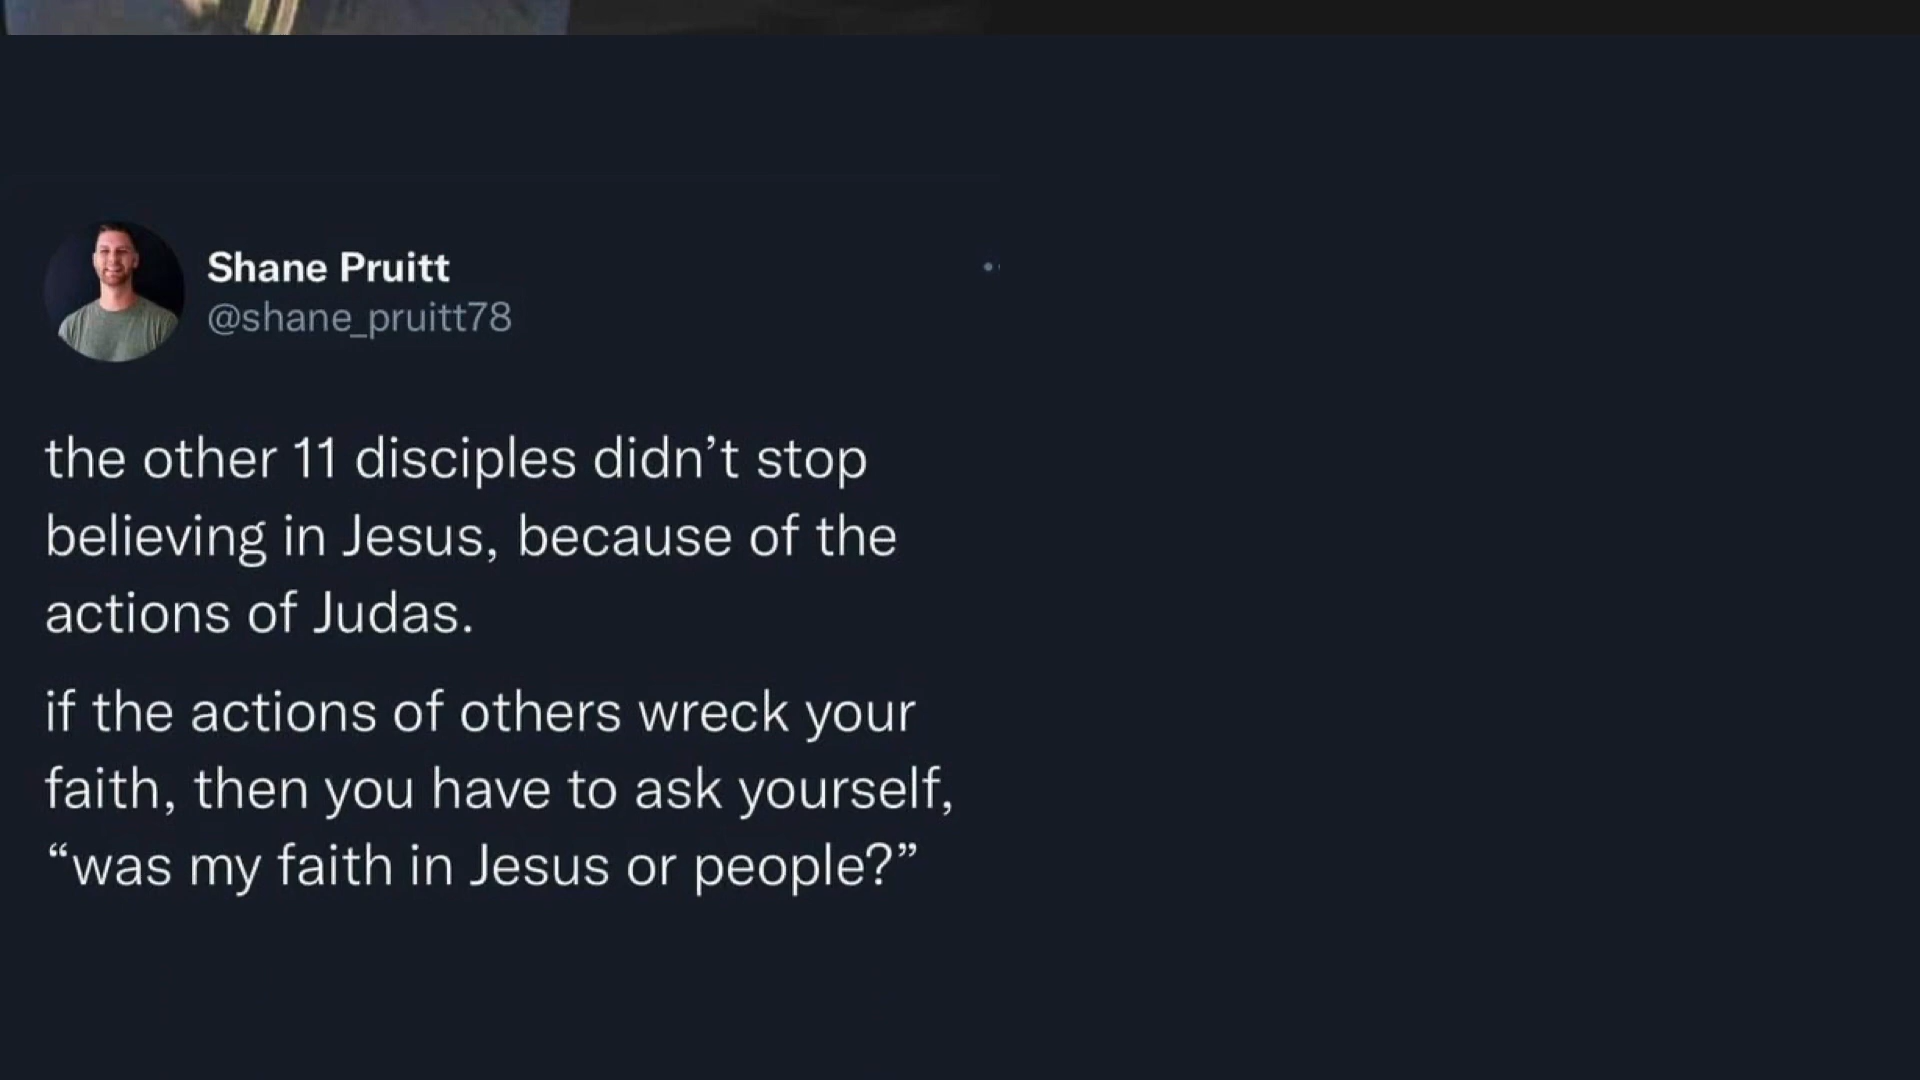 Shane Pruitt
@shane_pruitt78
the other 11 disciples didn’t stop
believing in Jesus, because of the
actions of Judas.
if the actions of others wreck your
faith, then you have to ask yourself,
“was my faith in Jesus or people?”